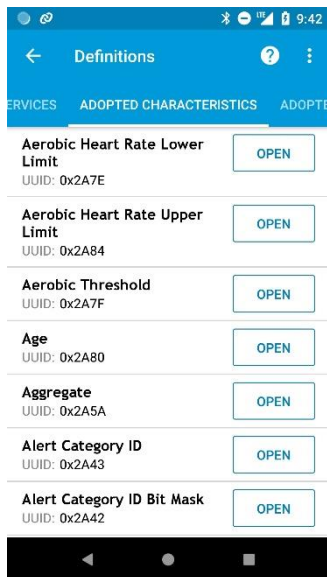 LTE 9:42
Definitions ?
ERVICES ADOPTED CHARACTERISTICS ADOPTE
Aerobic Heart Rate Lower
Limit
UUID: 0x2A7E
OPEN
Aerobic Heart Rate Upper
Limit
UUID: 0x2A84
OPEN
Aerobic Threshold
UUID: 0x2A7F
OPEN
Age
UUID: 0x2A80
OPEN
Aggregate
UUID: 0x2A5A
OPEN
Alert Category ID
UUID: 0x2A43
OPEN
Alert Category ID Bit Mask
UUID: 0x2A42
OPEN